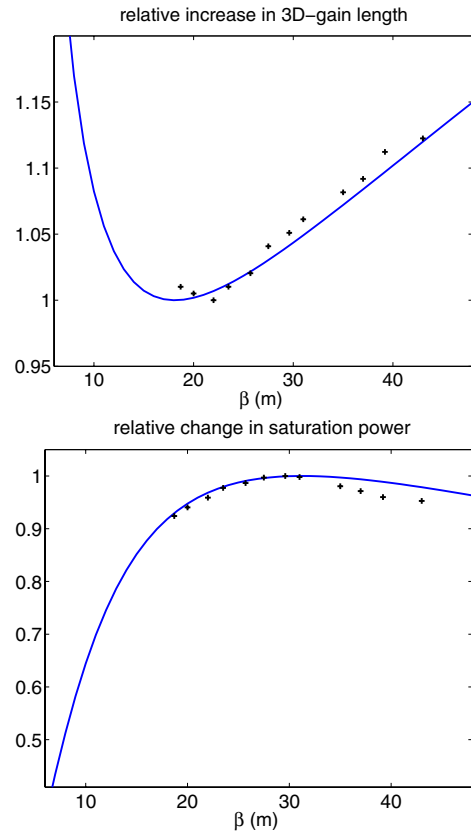 relative increase in 3D−gain length
1.15
1.1
1.05
1
0.95
10 20 30 40
β (m)
relative change in saturation power
1
0.9
0.8
0.7
0.6
0.5
10 20 30 40
β (m)